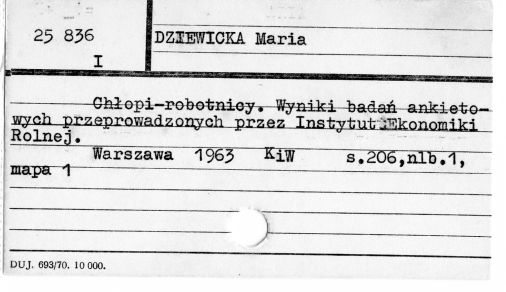 25 836
I
DZIEWICKA Maria
Chłopi-robotnicy. Wyniki badań ankieto-
wych przeprowadzonych przez Instytut Ekonomiki
Rolnej.
Warszawa 1963 KiW s.206,nlb.1,
mapa 1
DUJ. 693/70. 10 000.